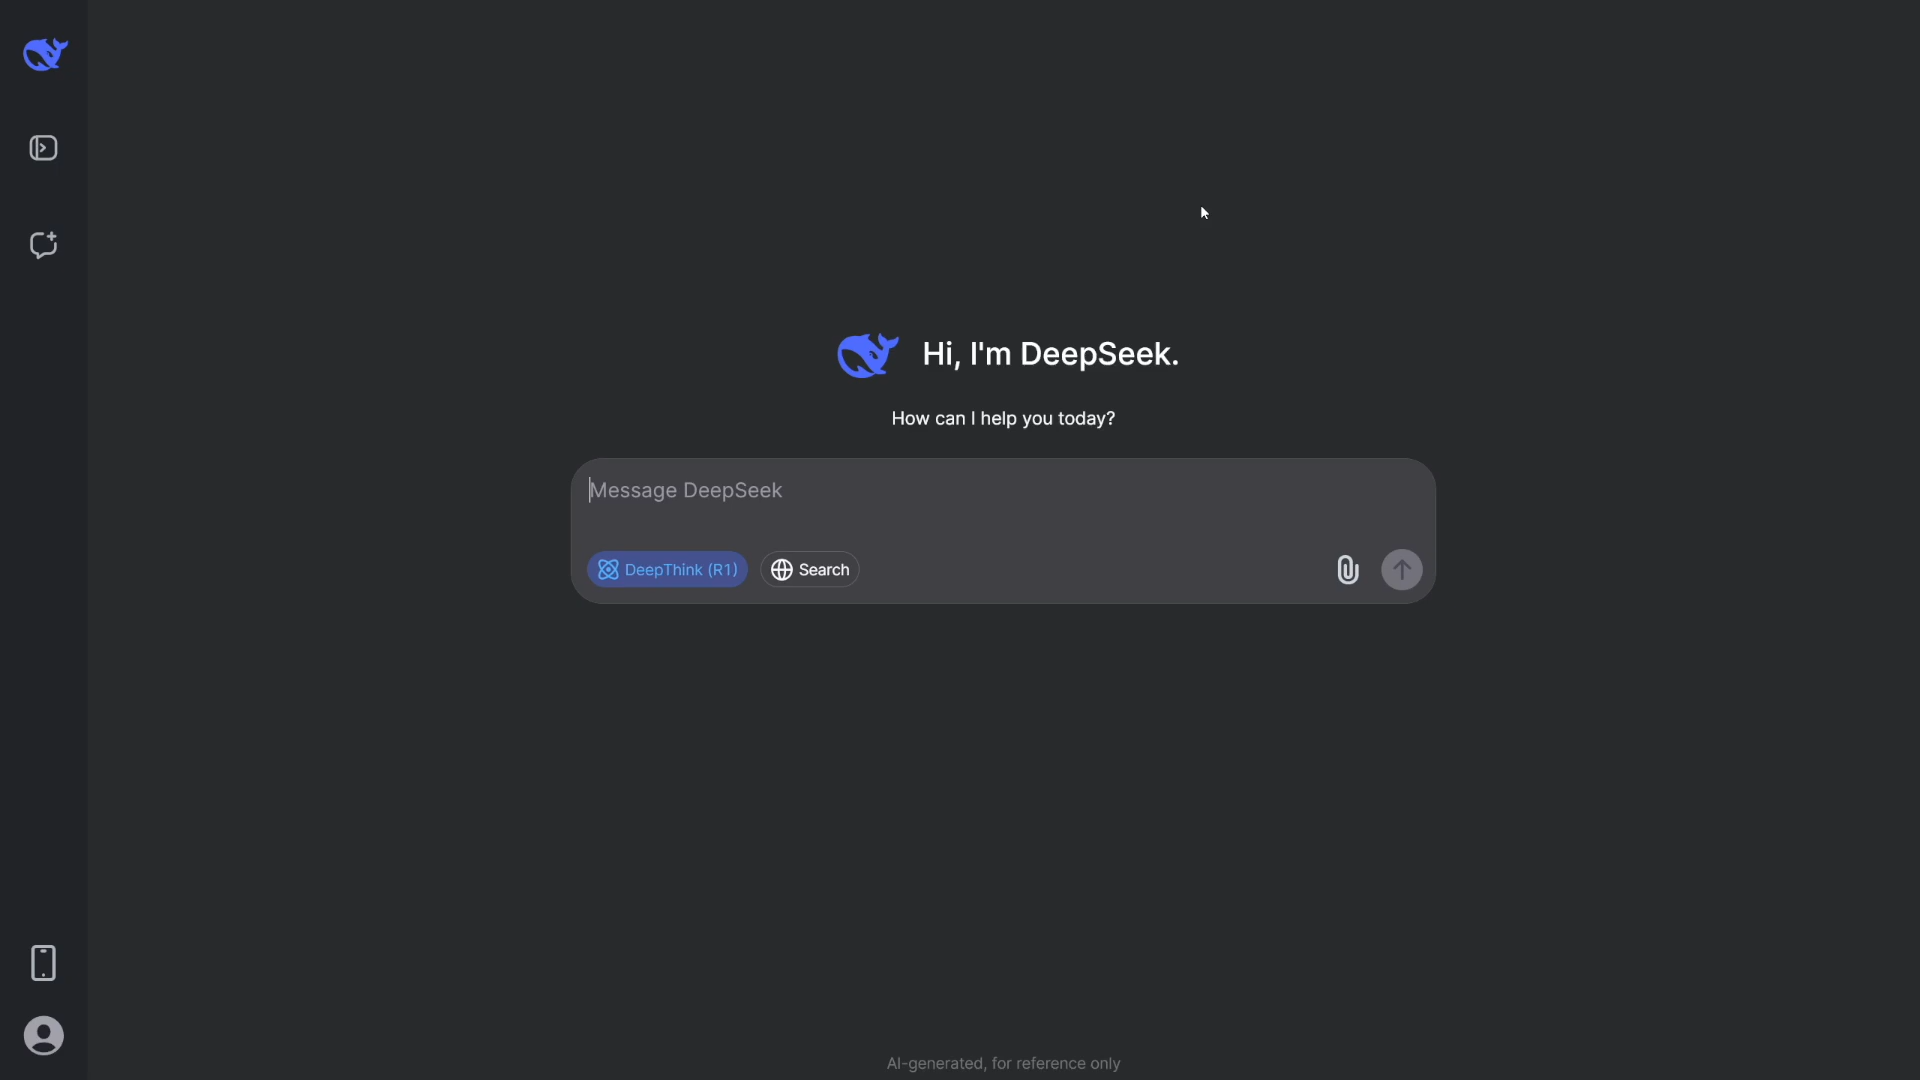 Hi, I'm DeepSeek.
How can I help you today?
Message DeepSeek
DeepThink (R1) Search
AI-generated, for reference only